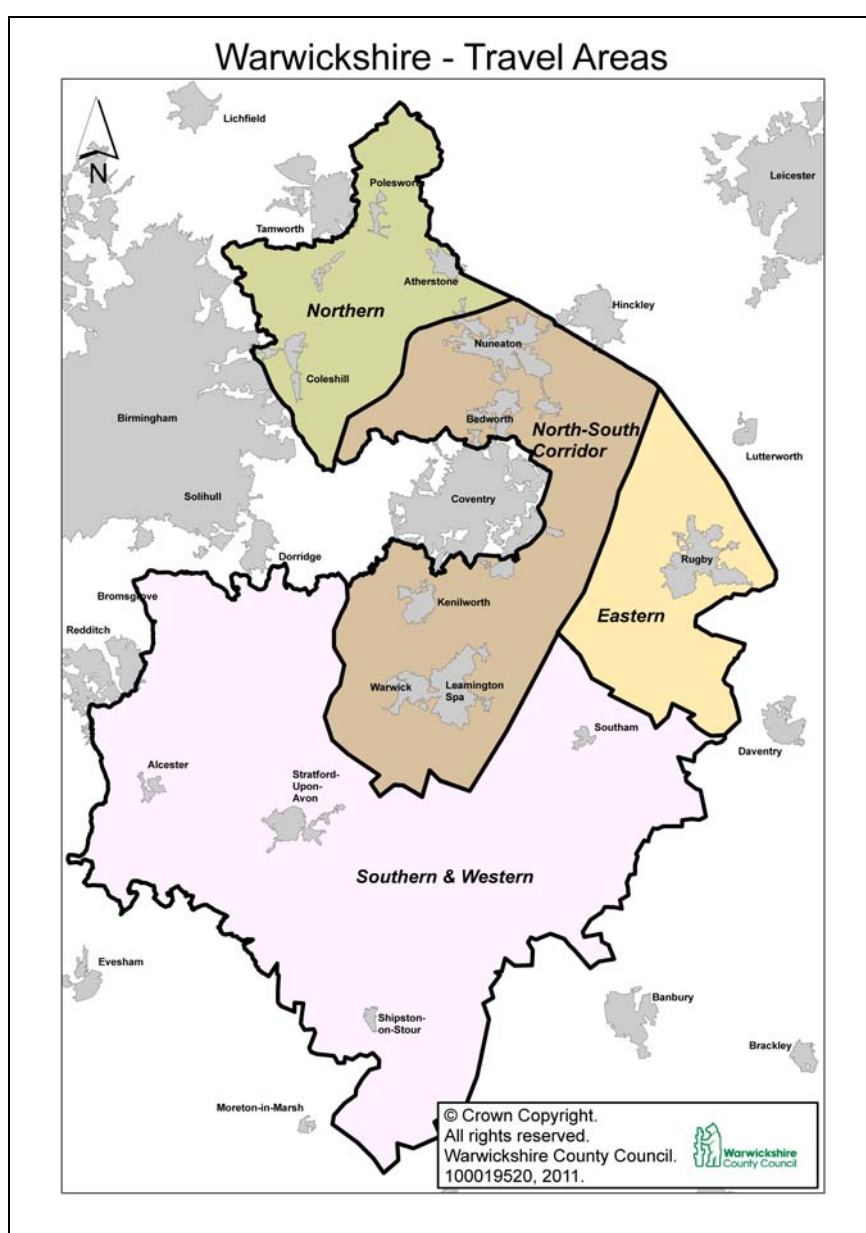 Warwickshire - Travel Areas
Lichfield
N
Leicester
Poleswort
Tamworth
Atherstone
Northern
Hinckley
Nuneaton
Coleshill
Birmingham
Bedworth
North-South
Corridor
Lutterworth
Solihull
Coventry
Dorridge
Rugby
Bromsgrove
Kenilworth
Eastern
Redditch
Warwick
Leamington
Spa
Southam
Daventry
Alcester
Stratford-
Upon-
Avon
Southern & Western
Evesham
Banbury
Shipston-
on-Stour
Brackley
Moreton-in-Marsh
© Crown Copyright.
All rights reserved.
Warwickshire County Council.
100019520, 2011.
Warwickshire
County Council